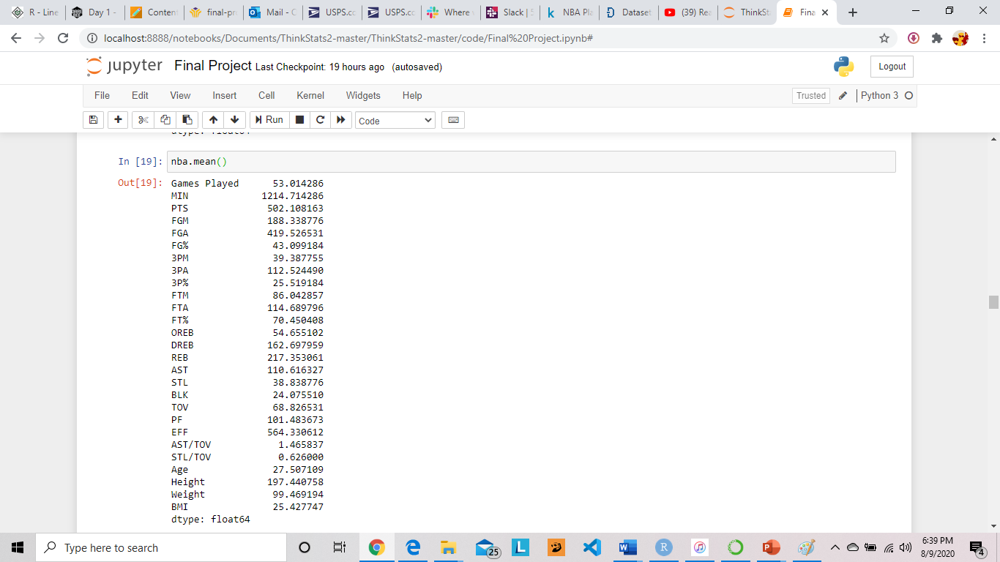 R - Line
Day 1 -
Content
final-pro
Mail - C
USPS.co
USPS.co
Where
Slack | S
NBA Pla
Dataset
(39) Rea
ThinkSta
Fina
localhost:8888/notebooks/Documents/ThinkStats2-master/ThinkStats2-master/code/Final%20Project.ipynb#
jupyter Final Project Last Checkpoint: 19 hours ago (autosaved)
Logout
File Edit View Insert Cell Kernel Widgets Help
Trusted Python 3
Run Code
dtype: float64
In [19]: nba.mean()
Out[19]: Games Played 53.014286
MIN 1214.714286
PTS 502.108163
FGM 188.338776
FGA 419.526531
FG% 43.099184
3PM 39.387755
3PA 112.524490
3P% 25.519184
FTM 86.042857
FTA 114.689796
FT% 70.450408
OREB 54.655102
DREB 162.697959
REB 217.353061
AST 110.616327
STL 38.838776
BLK 24.075510
TOV 68.826531
PF 101.483673
EFF 564.330612
AST/TOV 1.465837
STL/TOV 0.626000
Age 27.507109
Height 197.440758
Weight 99.469194
BMI 25.427747
dtype: float64
Type here to search
25
6:39 PM
8/9/2020
4